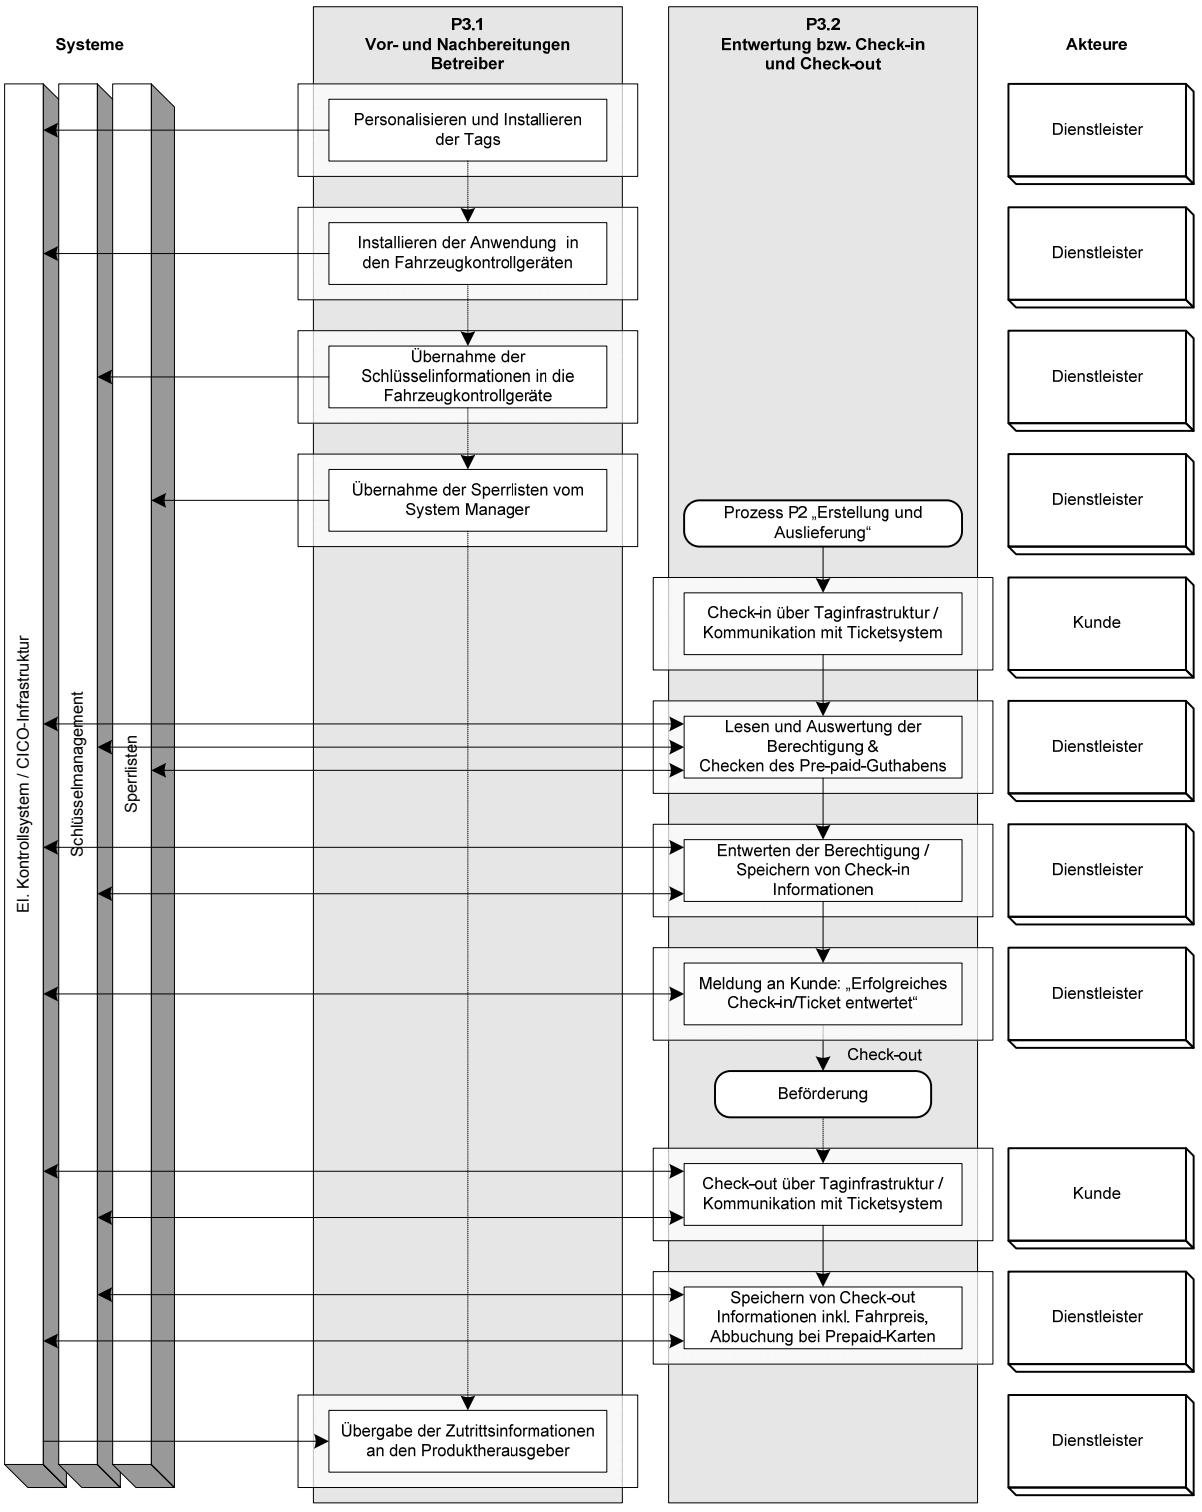 Systeme
P3.1
Vor- und Nachbereitungen
Betreiber
P3.2
Entwertung bzw. Check-in
und Check-out
Akteure
Personalisieren und Installieren
der Tags
Dienstleister
Installieren der Anwendung in
den Fahrzeugkontrollgeräten
Dienstleister
Übernahme der
Schlüsselinformationen in die
Fahrzeugkontrollgeräte
Dienstleister
Übernahme der Sperrlisten vom
System Manager
Prozess P2 „Erstellung und
Auslieferung“
Dienstleister
Check-in über Taginfrastruktur /
Kommunikation mit Ticketsystem
Kunde
El. Kontrollsystem / CICO-Infrastruktur
Schlüsselmanagement
Sperrlisten
Lesen und Auswertung der
Berechtigung &
Checken des Pre-paid-Guthabens
Dienstleister
Entwerten der Berechtigung /
Speichern von Check-in
Informationen
Dienstleister
Meldung an Kunde: „Erfolgreiches
Check-in/Ticket entwertet“
Dienstleister
Check-out
Beförderung
Check-out über Taginfrastruktur /
Kommunikation mit Ticketsystem
Kunde
Speichern von Check-out
Informationen inkl. Fahrpreis,
Abbuchung bei Prepaid-Karten
Dienstleister
Übergabe der Zutrittsinformationen
an den Produktherausgeber
Dienstleister